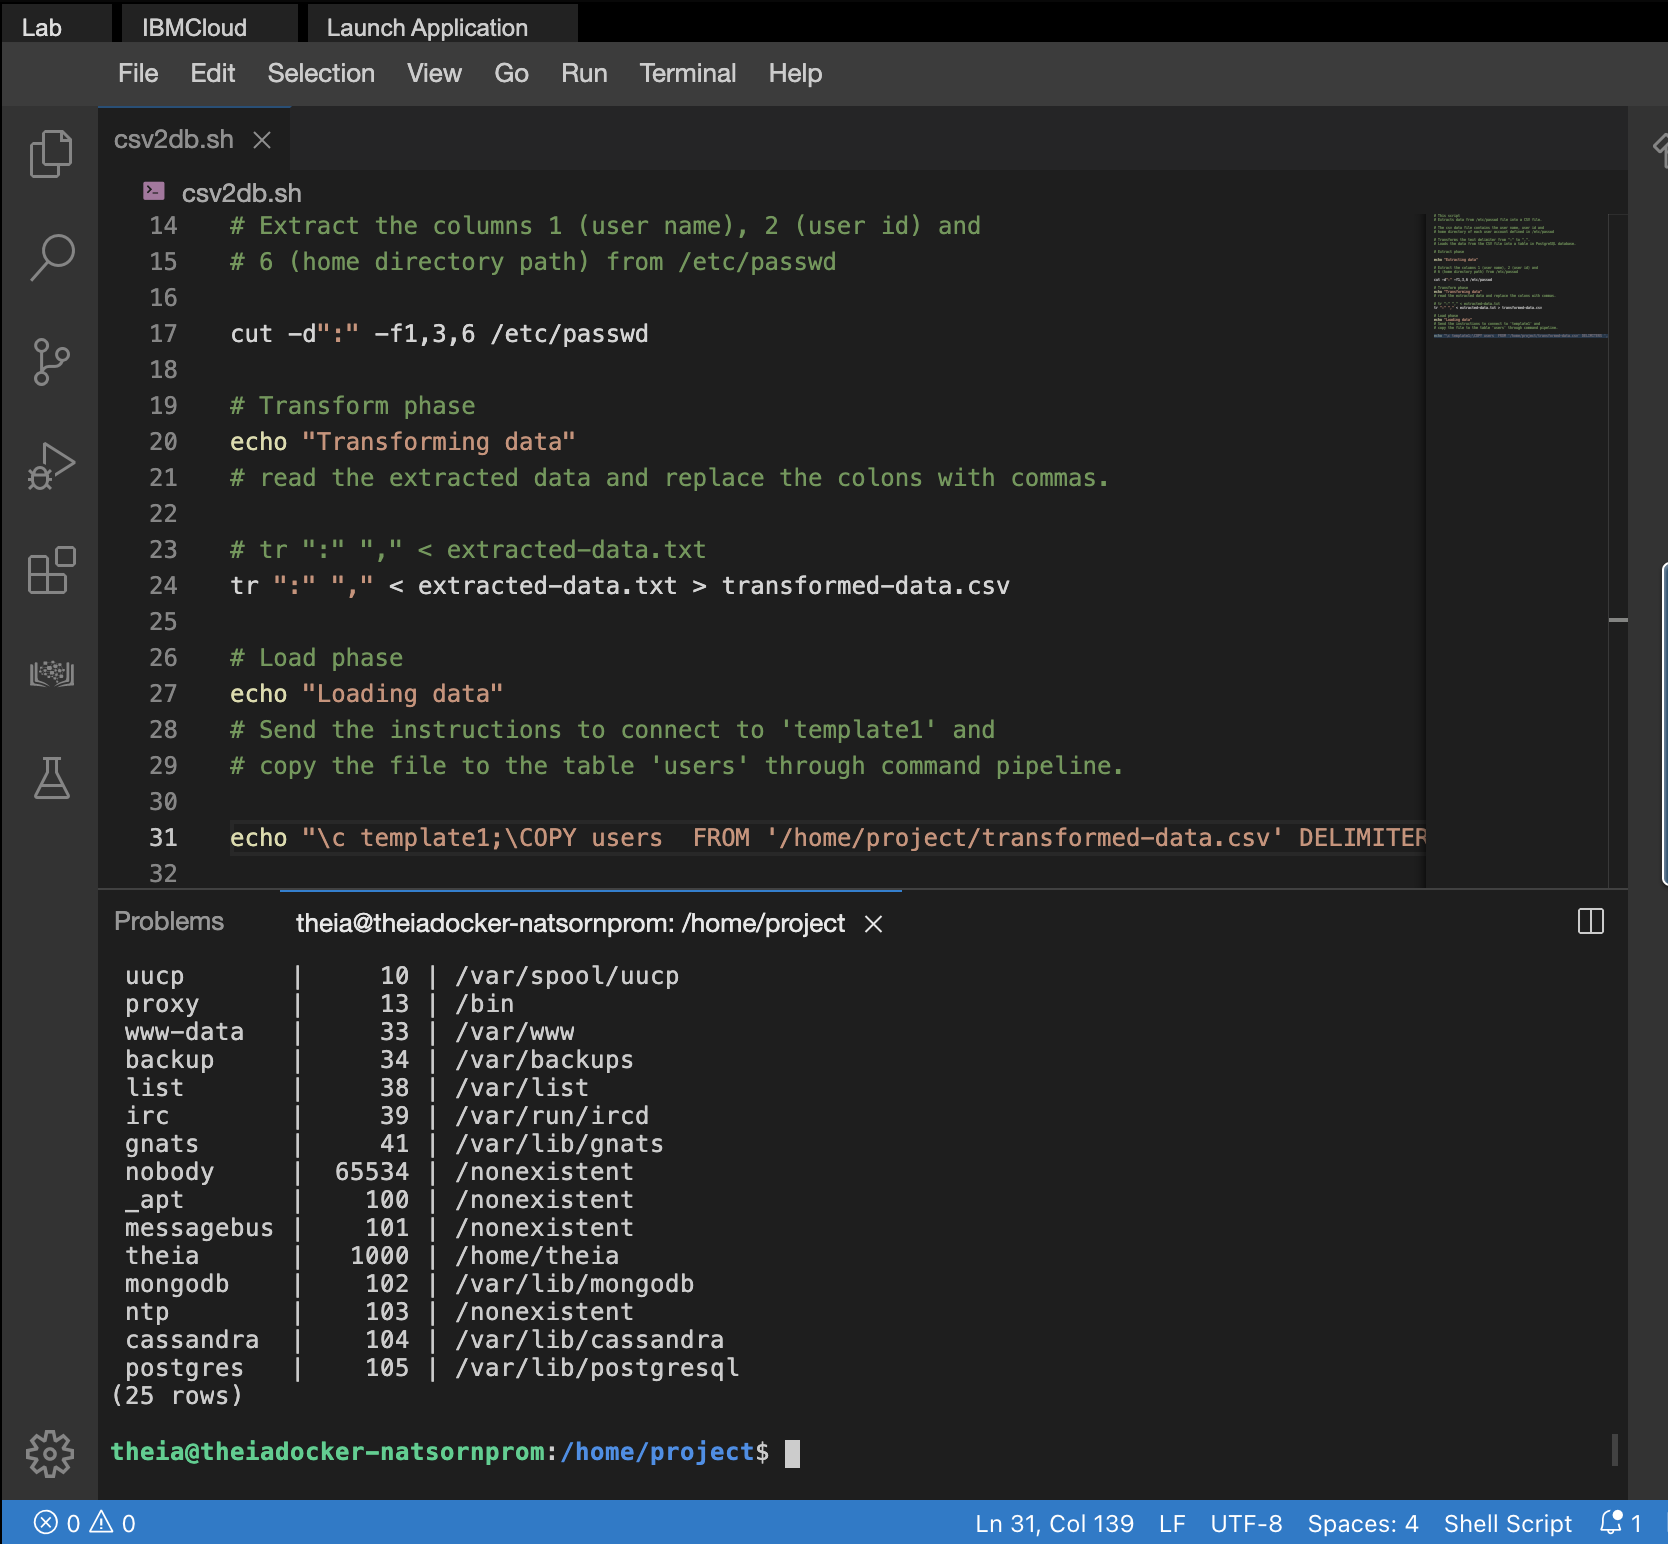 Lab IBMCloud Launch Application
File Edit Selection View Go Run Terminal Help
csv2db.sh
csv2db.sh
14 # Extract the columns 1 (user name), 2 (user id) and
15 # 6 (home directory path) from /etc/passwd
16
17 cut -d":" -f1,3,6 /etc/passwd
18
19 # Transform phase
20 echo "Transforming data"
21 # read the extracted data and replace the colons with commas.
22
23 # tr ":" "," < extracted-data.txt
24 tr ":" "," < extracted-data.txt > transformed-data.csv
25
26 # Load phase
27 echo "Loading data"
28 # Send the instructions to connect to 'template1' and
29 # copy the file to the table 'users' through command pipeline.
30
31 echo "\c template1;\COPY users  FROM '/home/project/transformed-data.csv' DELIMITER
32
Problems theia@theiadocker-natsornprom: /home/project
uucp | 10 | /var/spool/uucp
proxy | 13 | /bin
www-data | 33 | /var/www
backup | 34 | /var/backups
list | 38 | /var/list
irc | 39 | /var/run/ircd
gnats | 41 | /var/lib/gnats
nobody | 65534 | /nonexistent
_apt | 100 | /nonexistent
messagebus | 101 | /nonexistent
theia | 1000 | /home/theia
mongodb | 102 | /var/lib/mongodb
ntp | 103 | /nonexistent
cassandra | 104 | /var/lib/cassandra
postgres | 105 | /var/lib/postgresql
(25 rows)
theia@theiadocker-natsornprom:/home/project$
0 0 Ln 31, Col 139 LF UTF-8 Spaces: 4 Shell Script 1